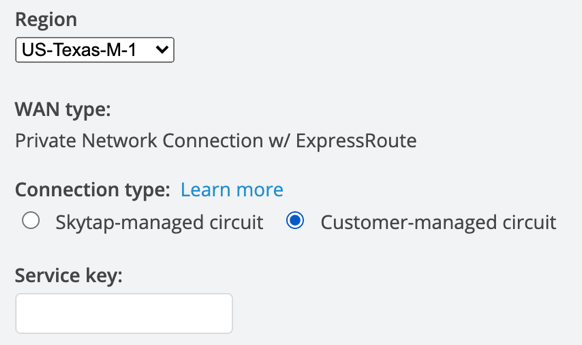 Region
US-Texas-M-1
WAN type:
Private Network Connection w/ ExpressRoute
Connection type: Learn more
Skytap-managed circuit Customer-managed circuit
Service key: